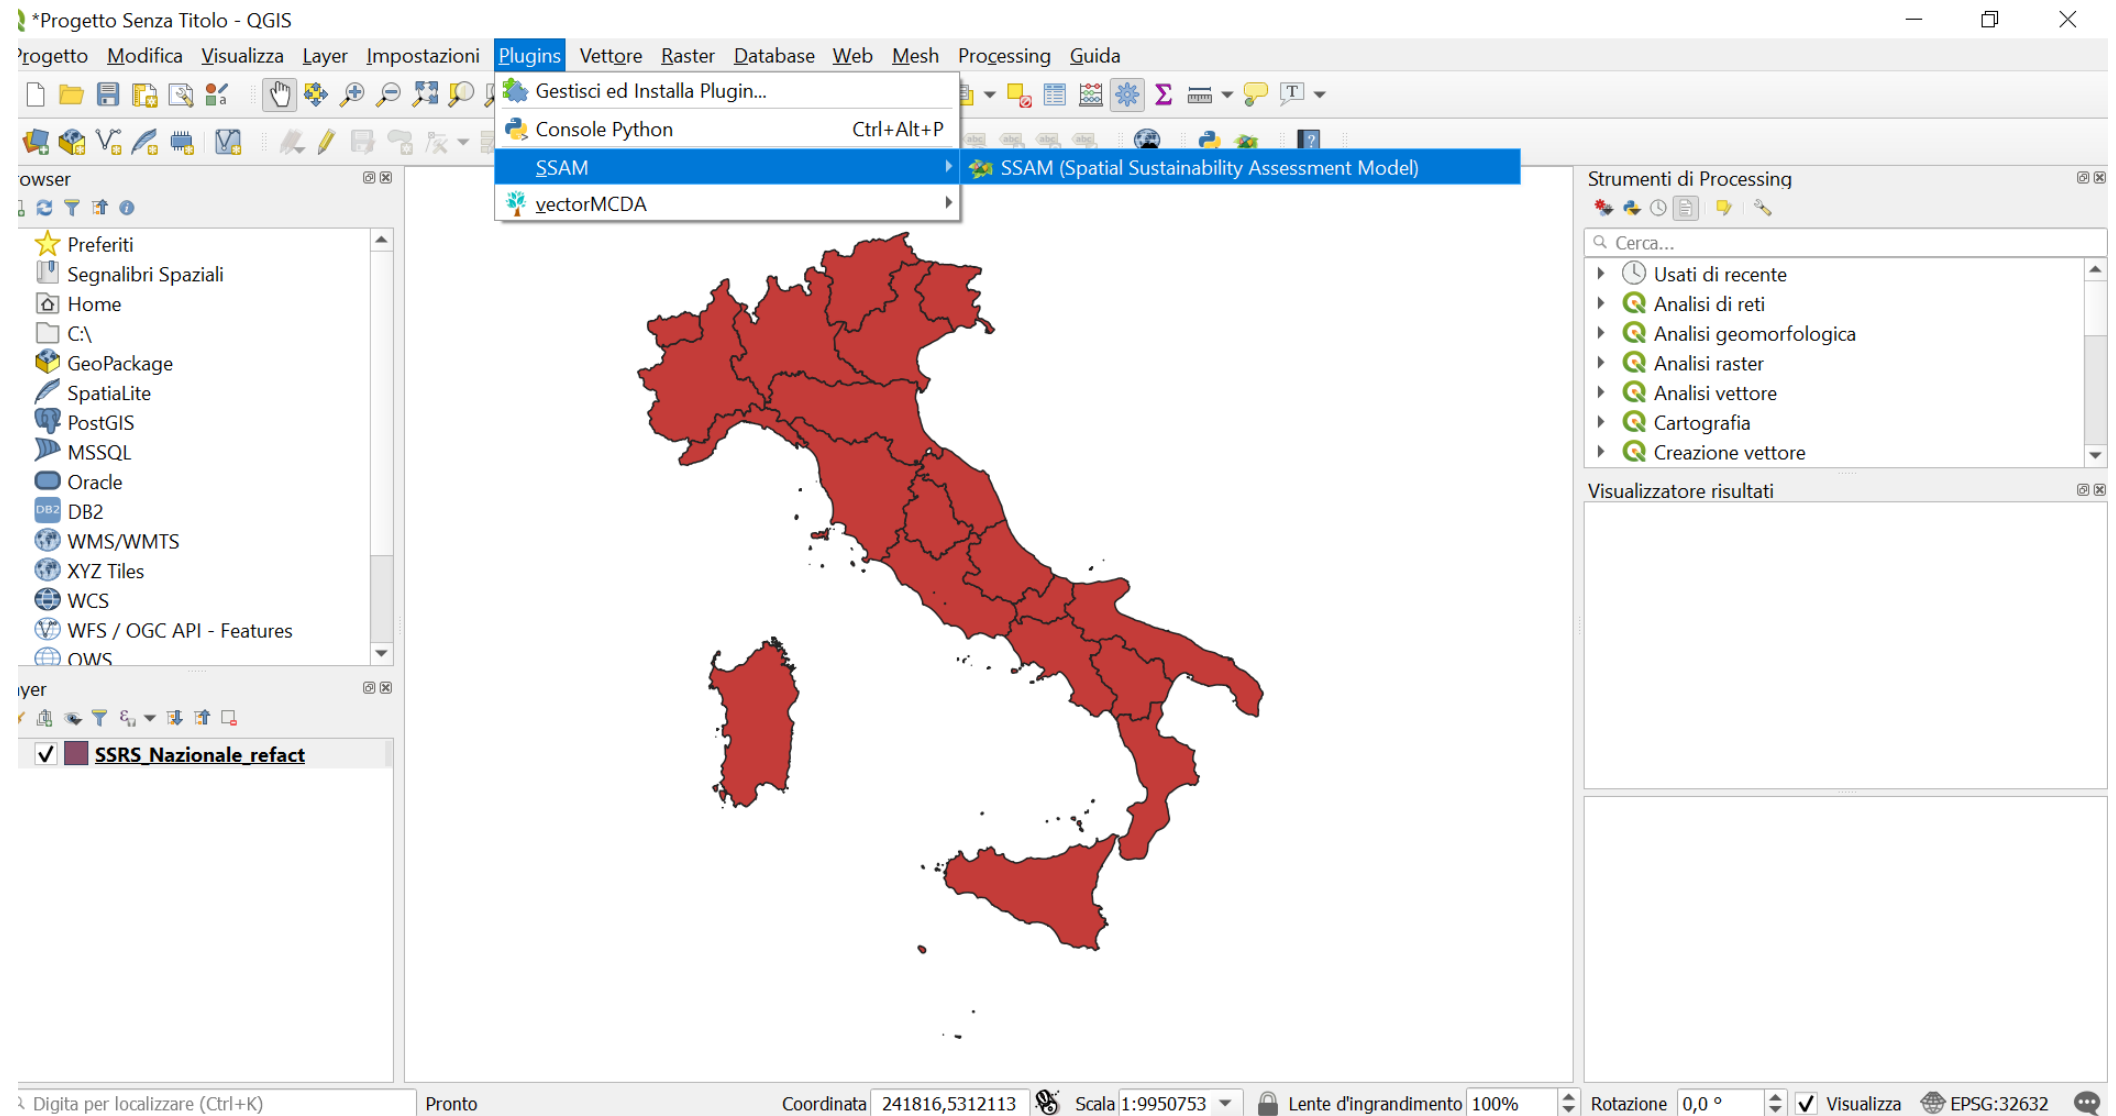 *Progetto Senza Titolo - QGIS
Progetto Modifica Visualizza Layer Impostazioni Plugins Vettore Raster Database Web Mesh Processing Guida
Gestisci ed Installa Plugin...
Console Python Ctrl+Alt+P
SSAM
SSAM (Spatial Sustainability Assessment Model)
vectorMCDA
owser
Preferiti
Segnalibri Spaziali
Home
C:\
GeoPackage
SpatiaLite
PostGIS
MSSQL
Oracle
DB2
WMS/WMTS
XYZ Tiles
WCS
WFS / OGC API - Features
OWS
yer
SSRS_Nazionale_refact
Strumenti di Processing
Cerca...
Usati di recente
Analisi di reti
Analisi geomorfologica
Analisi raster
Analisi vettore
Cartografia
Creazione vettore
Visualizzatore risultati
Digita per localizzare (Ctrl+K) Pronto Coordinata 241816,5312113 Scala 1:9950753 Lente d'ingrandimento 100% Rotazione 0,0 ° Visualizza EPSG:32632